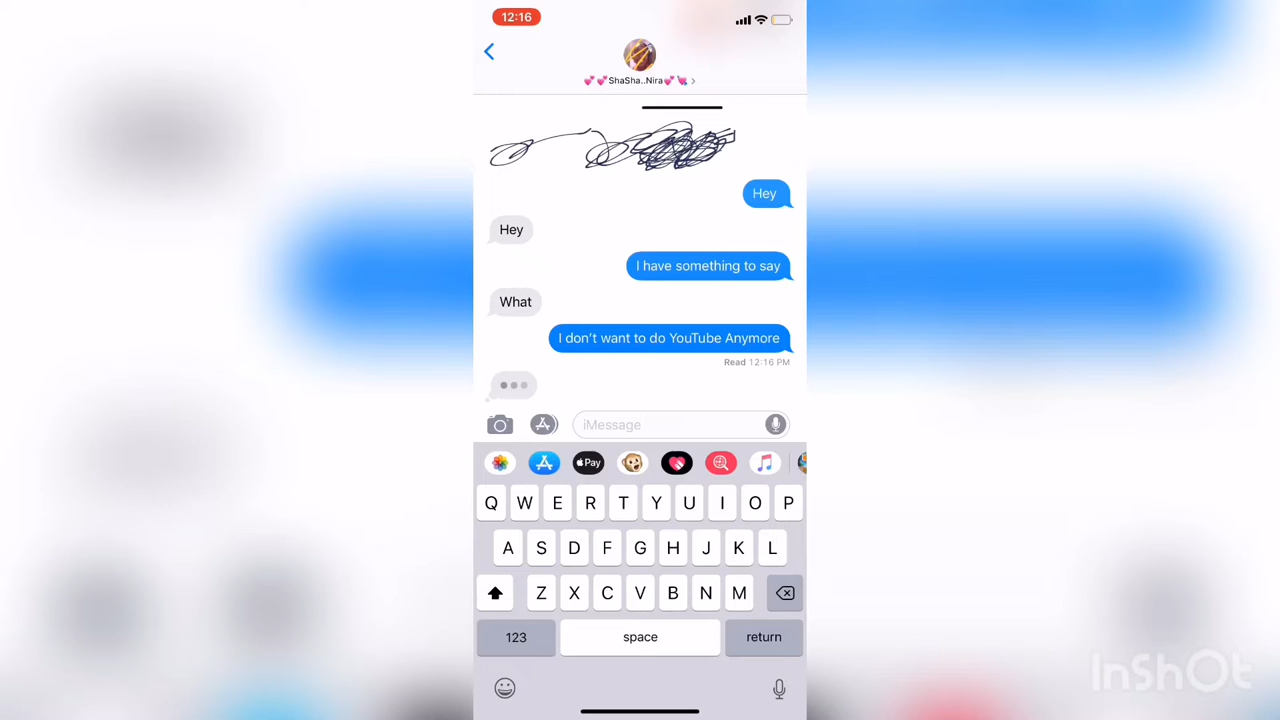 12:16
💕💕ShaSha..Nira💕💘 >
Hey
Hey
I have something to say
What
I don't want to do YouTube Anymore
Read 12:16 PM
iMessage
Pay
Q W E R T Y U I O P
A S D F G H J K L
Z X C V B N M
123 space return
InShOt